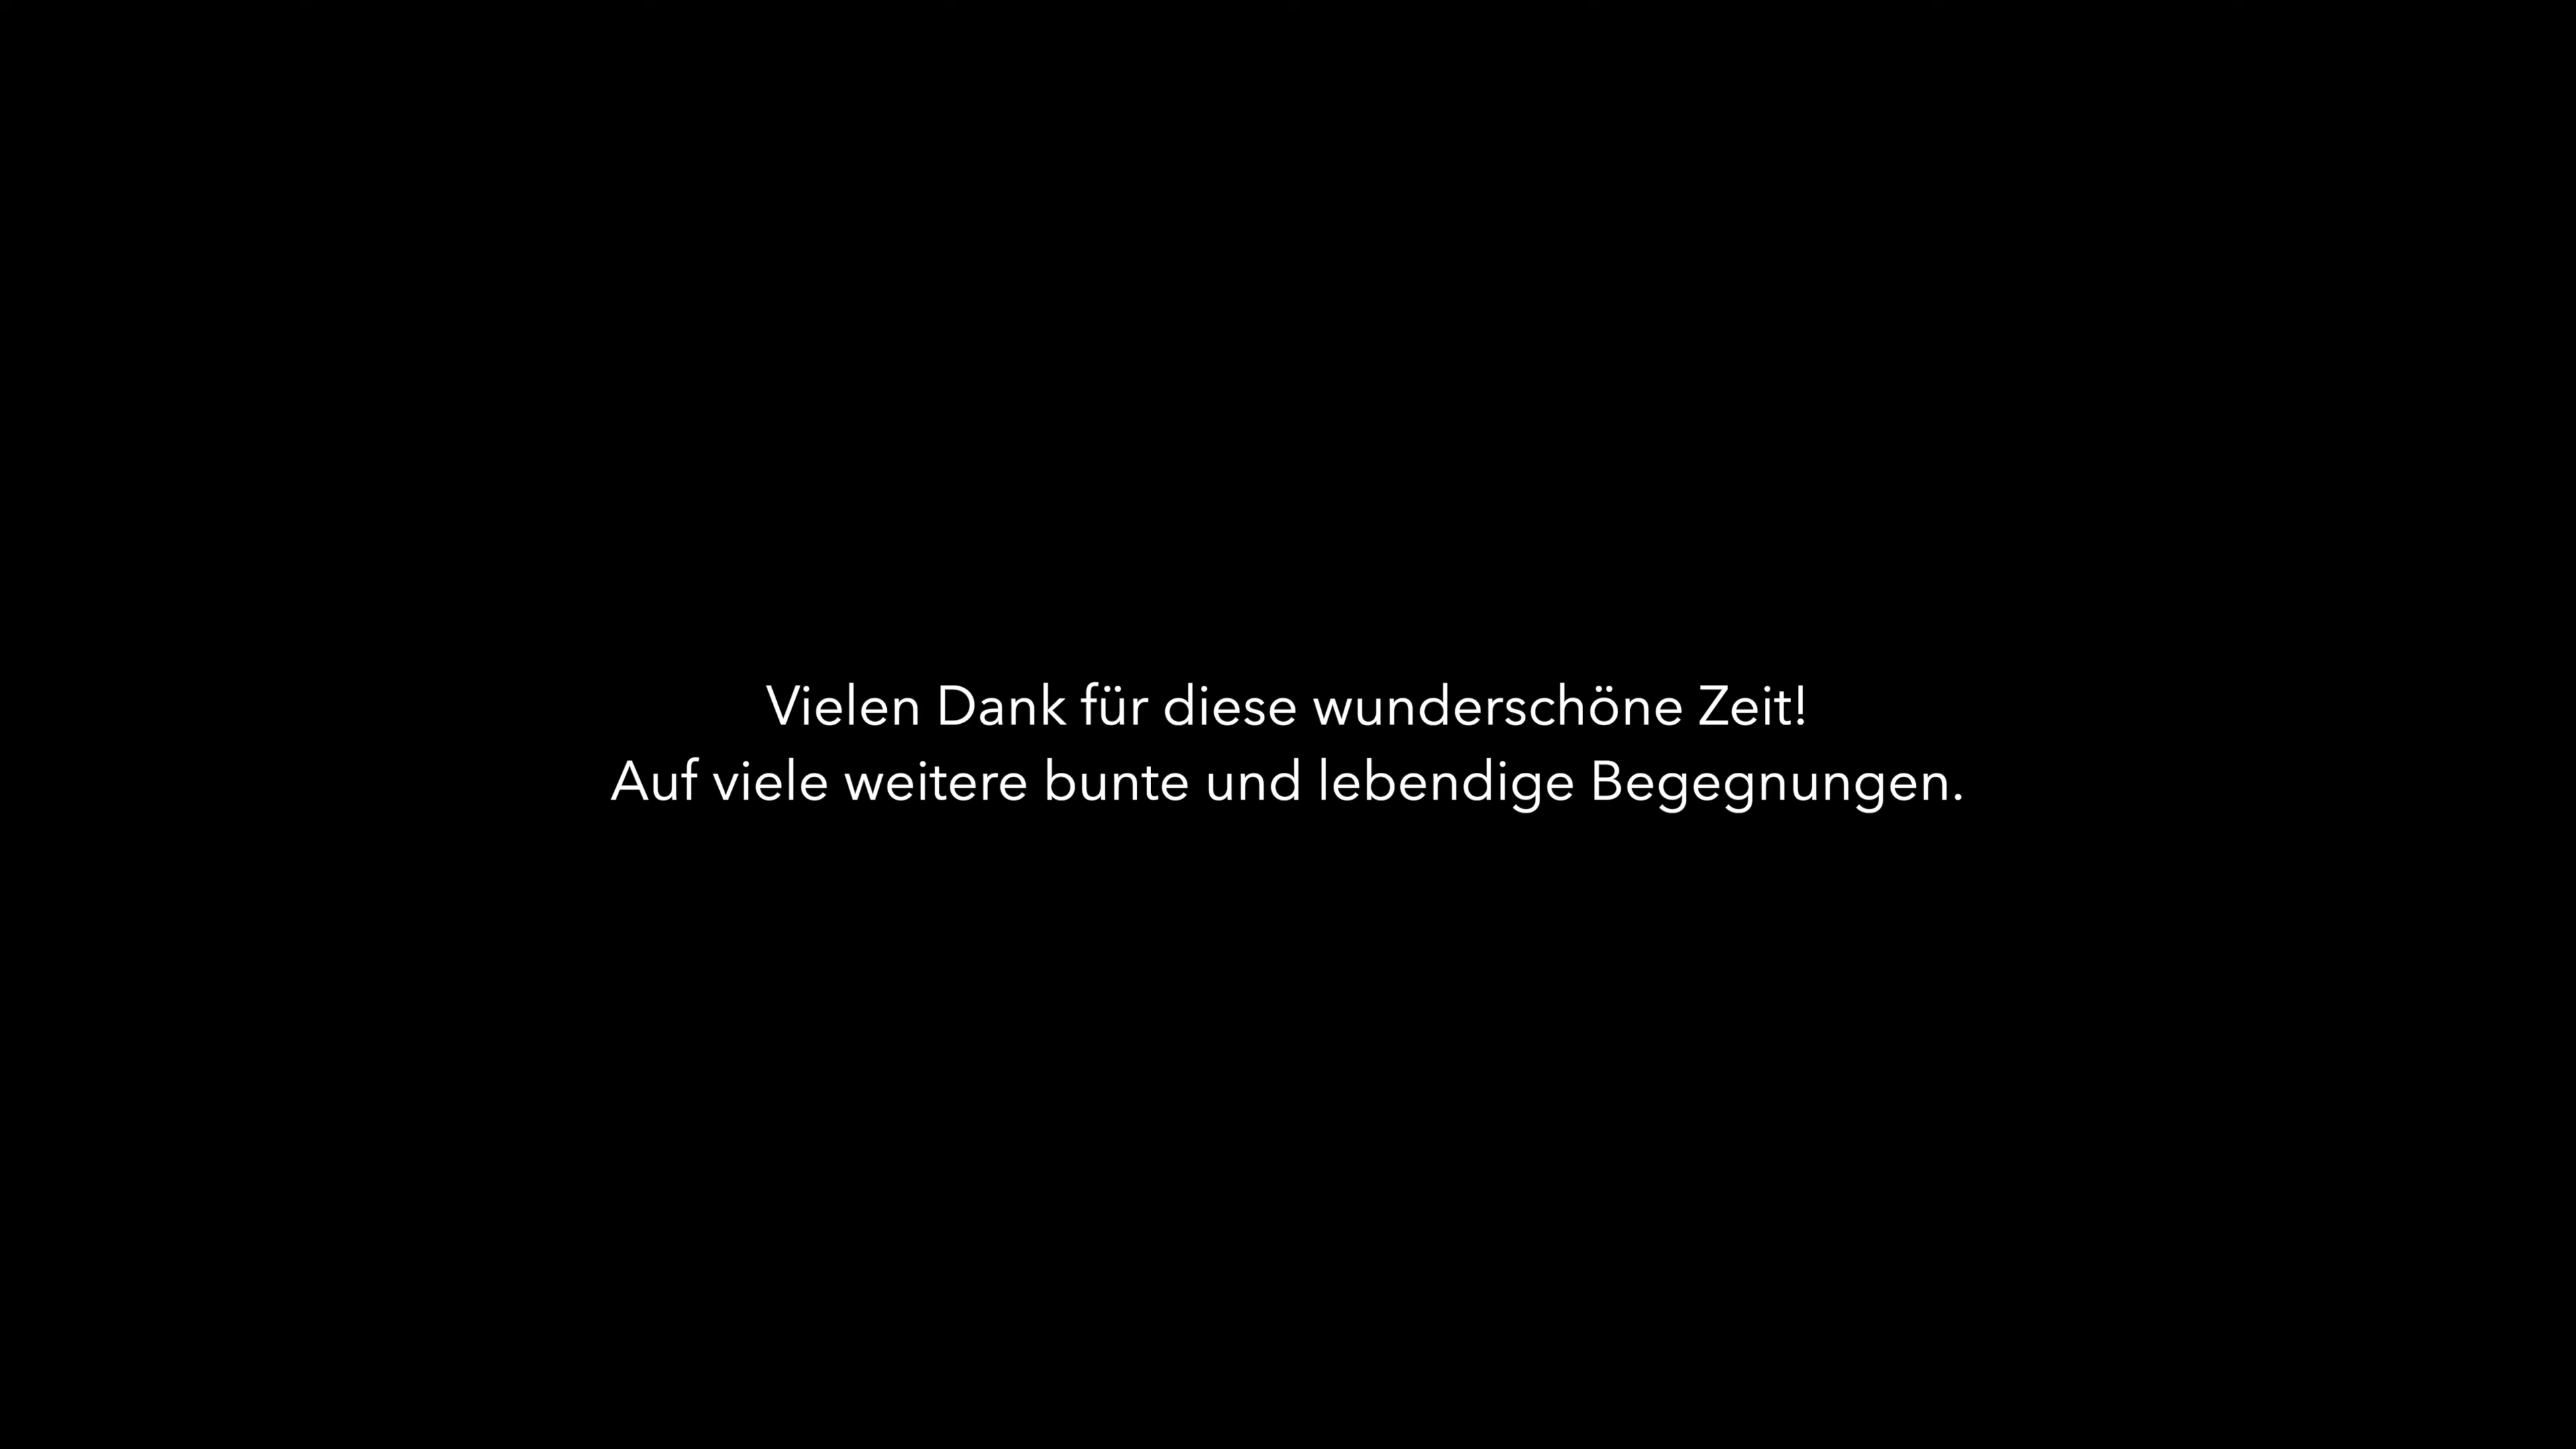 Vielen Dank für diese wunderschöne Zeit!
Auf viele weitere bunte und lebendige Begegnungen.